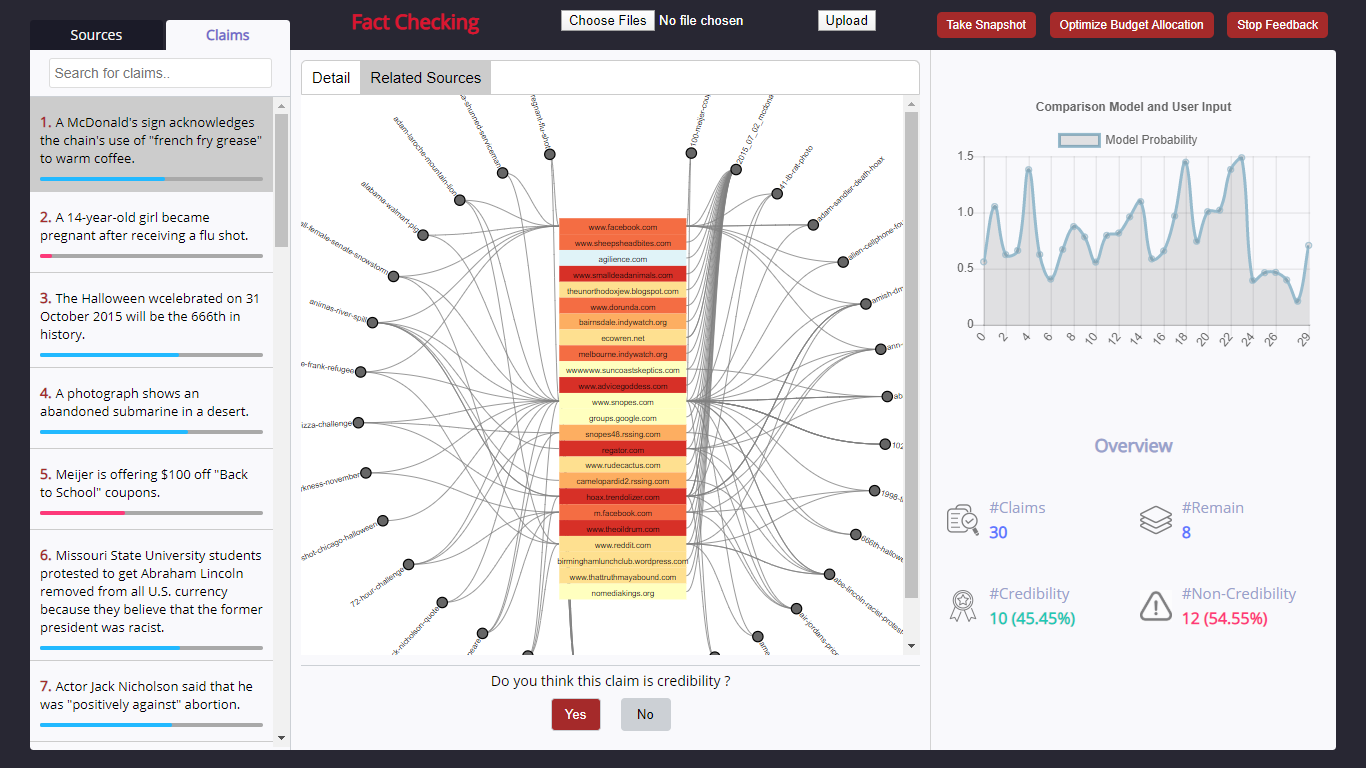 Fact Checking
Choose Files No file chosen
Upload
Take Snapshot
Optimize Budget Allocation
Stop Feedback
Sources
Claims
Search for claims..
1. A McDonald's sign acknowledges
the chain's use of "french fry grease"
to warm coffee.
2. A 14-year-old girl became
pregnant after receiving a flu shot.
3. The Halloween wcelebrated on 31
October 2015 will be the 666th in
history.
4. A photograph shows an
abandoned submarine in a desert.
5. Meijer is offering $100 off "Back
to School" coupons.
6. Missouri State University students
protested to get Abraham Lincoln
removed from all U.S. currency
because they believe that the former
president was racist.
7. Actor Jack Nicholson said that he
was "positively against" abortion.
Detail
Related Sources
a-shunned-serviceman
regnant-flu-shot
adam-laroche-mountain-lion
alabama-walmart-pig
all-female-senate-snowstorm
animas-river-spill
e-frank-refugee
izza-challenge
rkness-november
shot-chicago-halloween
72-hour-challenge
ck-nicholson-quote
100-meijer-cou
2015_07_02_mcdona
41-lb-rat-photo
adam-sandler-death-hoax
alien-cellphone-fo
amish-dn
ann-
ab
102
1998-t
666th-hallow
abe-lincoln-racist-protest
air-jordans-price
ame
www.facebook.com
www.sheepsheadbites.com
agilience.com
www.smalldeadanimals.com
theunorthodoxjew.blogspot.com
www.dorunda.com
bairnsdale.indywatch.org
ecowren.net
melbourne.indywatch.org
wwwwww.suncoastskeptics.com
www.advicegoddess.com
www.snopes.com
groups.google.com
snopes48.rssing.com
regator.com
www.rudecactus.com
camelopardid2.rssing.com
hoax.trendolizer.com
m.facebook.com
www.theoildrum.com
www.reddit.com
birminghamlunchclub.wordpress.com
www.thattruthmayabound.com
nomediakings.org
Do you think this claim is credibility ?
Yes
No
Comparison Model and User Input
Model Probability
1.5
1.0
0.5
0
0 2 4 6 8 10 12 14 16 18 20 22 24 26 29
Overview
#Claims
30
#Remain
8
#Credibility
10 (45.45%)
#Non-Credibility
12 (54.55%)